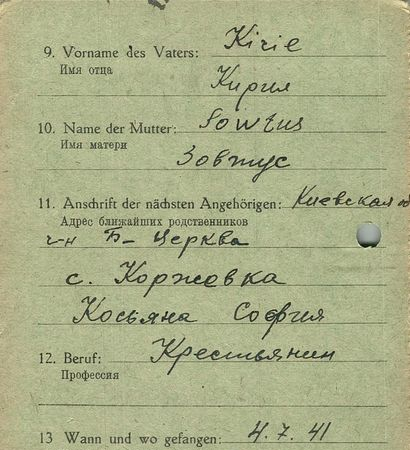 9. Vorname des Vaters: Kirie
Имя отца
Кирия
10. Name der Mutter: Sowtus
Имя матери
Зовтус
11. Anschrift der nächsten Angehörigen: Киевская об
Адрес ближайших родственников
Б-Церква
с. Коржовка
Косьяна София
12. Beruf: Крестьянин
Профессия
13 Wann und wo gefangen: 4. 7. 41